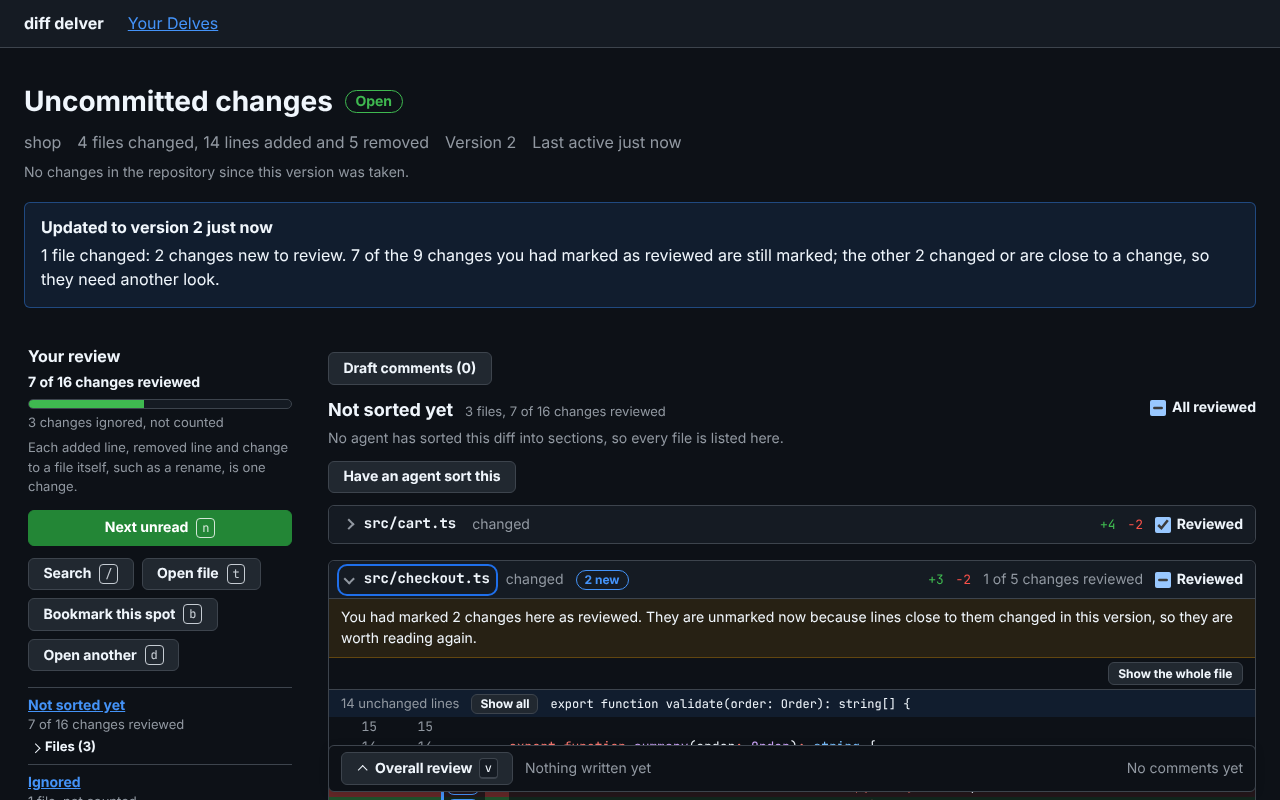 diff delver Your Delves
Uncommitted changes Open
shop 4 files changed, 14 lines added and 5 removed Version 2 Last active just now
No changes in the repository since this version was taken.
Updated to version 2 just now
1 file changed: 2 changes new to review. 7 of the 9 changes you had marked as reviewed are still marked; the other 2 changed or are close to a change, so
they need another look.
Your review
7 of 16 changes reviewed
3 changes ignored, not counted
Each added line, removed line and change
to a file itself, such as a rename, is one
change.
Next unread n
Search / Open file t
Bookmark this spot b
Open another d
Not sorted yet
7 of 16 changes reviewed
Files (3)
Ignored
1 file, not counted
Draft comments (0)
Not sorted yet 3 files, 7 of 16 changes reviewed All reviewed
No agent has sorted this diff into sections, so every file is listed here.
Have an agent sort this
src/cart.ts changed +4 -2 Reviewed
src/checkout.ts changed 2 new +3 -2 1 of 5 changes reviewed Reviewed
You had marked 2 changes here as reviewed. They are unmarked now because lines close to them changed in this version, so they are
worth reading again.
Show the whole file
14 unchanged lines Show all export function validate(order: Order): string[] {
15 15
16 16 export function summary(order: Order): string {
Overall review v Nothing written yet No comments yet